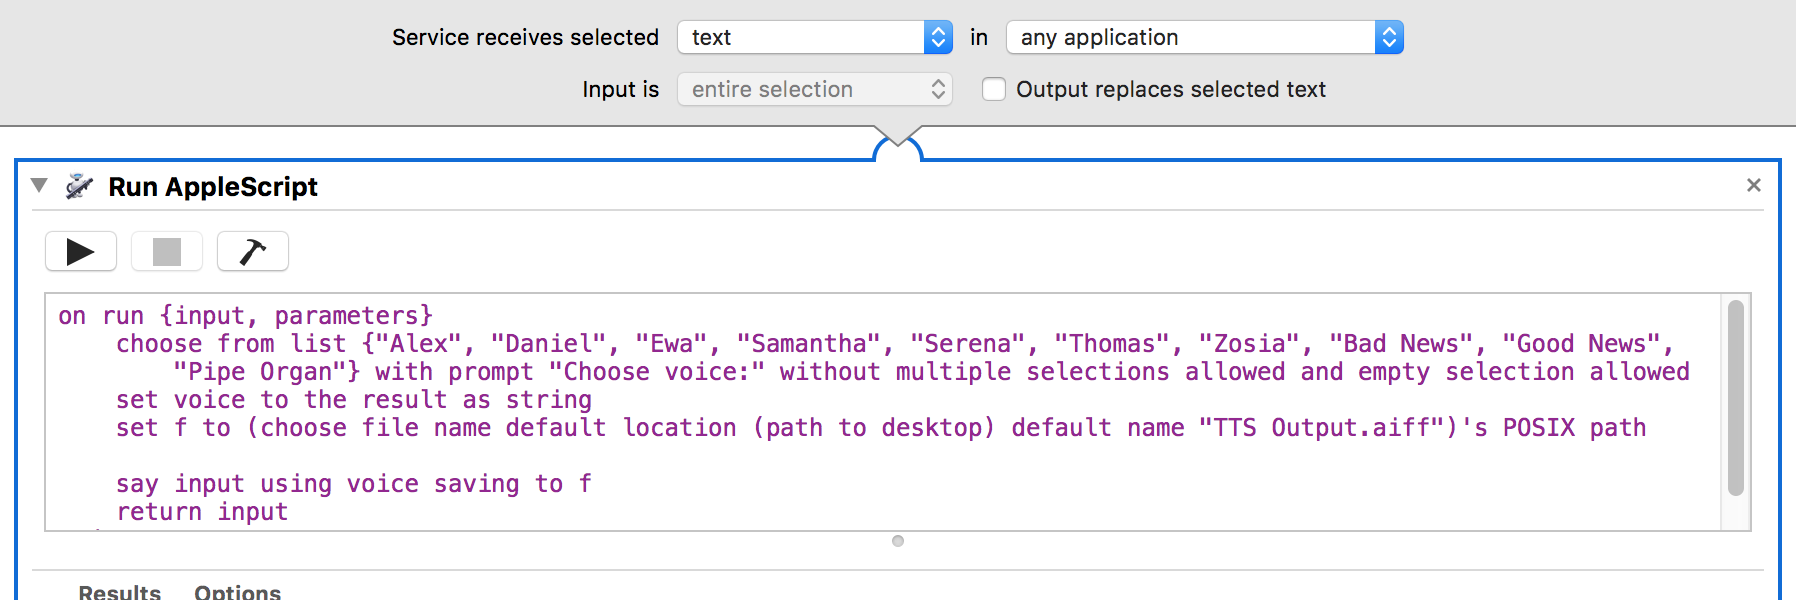 Service receives selected text in any application
Input is entire selection Output replaces selected text
Run AppleScript
on run {input, parameters}
choose from list {"Alex", "Daniel", "Ewa", "Samantha", "Serena", "Thomas", "Zosia", "Bad News", "Good News",
"Pipe Organ"} with prompt "Choose voice:" without multiple selections allowed and empty selection allowed
set voice to the result as string
set f to (choose file name default location (path to desktop) default name "TTS Output.aiff")'s POSIX path
say input using voice saving to f
return input
Results Options